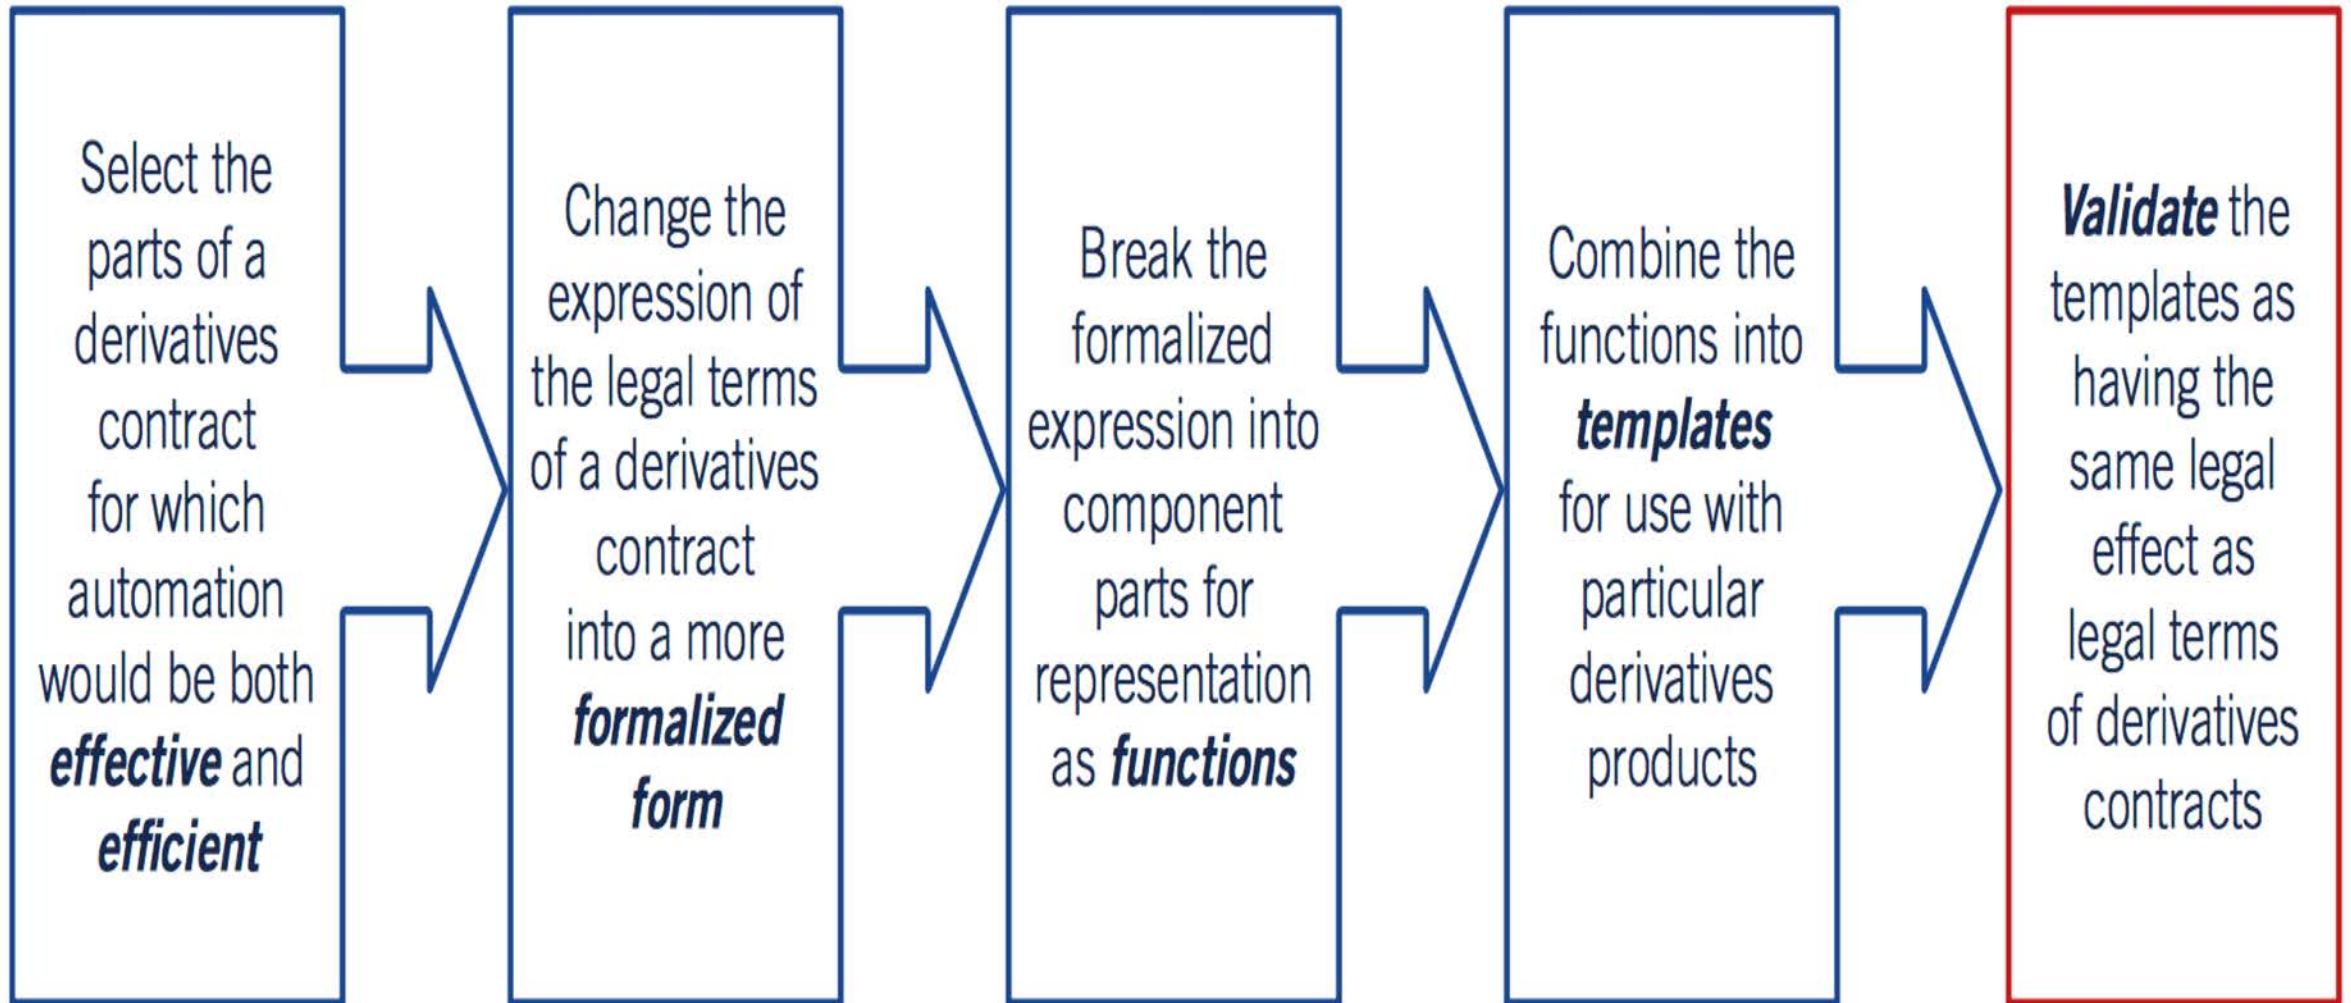 Select the
parts of a
derivatives
contract
for which
automation
would be both
effective and
efficient
Change the
expression of
the legal terms
of a derivatives
contract
into a more
formalized
form
Break the
formalized
expression into
component
parts for
representation
as functions
Combine the
functions into
templates
for use with
particular
derivatives
products
Validate the
templates as
having the
same legal
effect as
legal terms
of derivatives
contracts